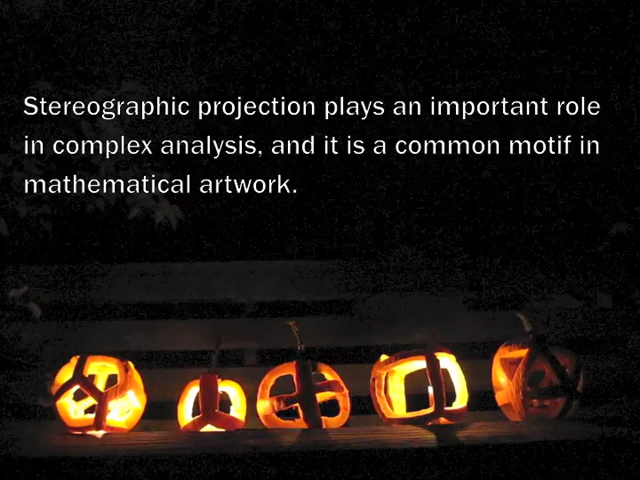 Stereographic projection plays an important role
in complex analysis, and it is a common motif in
mathematical artwork.